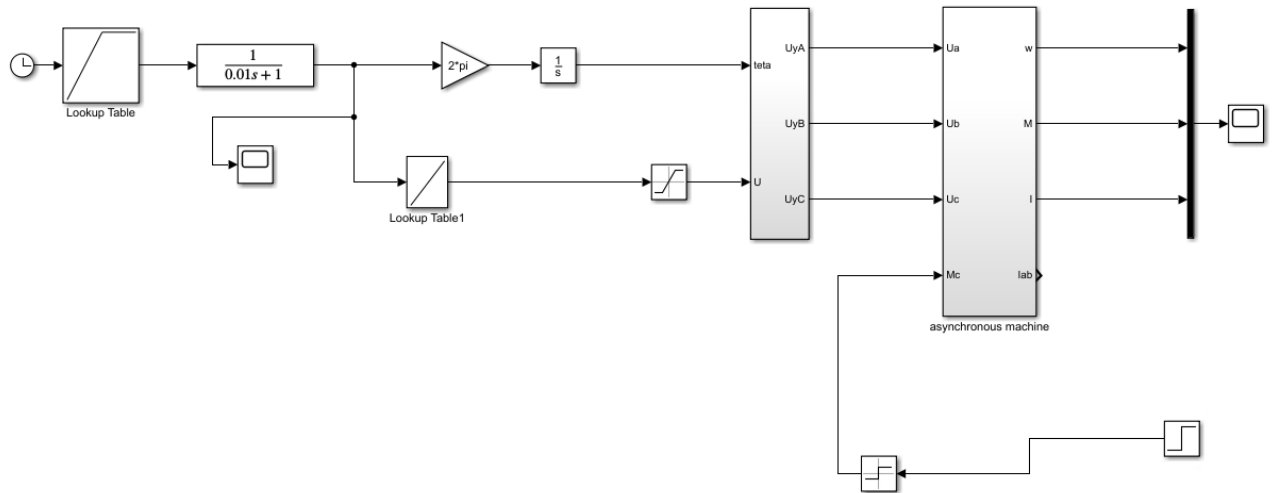 Lookup Table
1
0.01s + 1
2*pi
1
s
Lookup Table1
teta
U
UyA
UyB
UyC
Ua
Ub
Uc
Mc
w
M
I
Iab
asynchronous machine